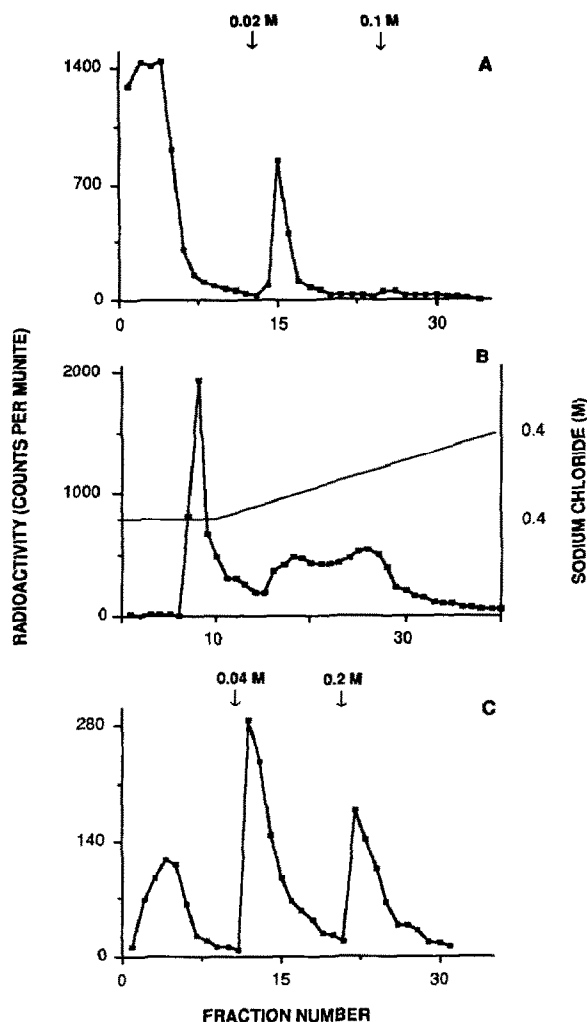 0.02 M 0.1 M
A
1400
700
0
0 15 30
B
2000
1000
0
0.4
0.4
10 30
0.04 M 0.2 M
C
280
140
0
0 15 30
RADIOACTIVITY (COUNTS PER MUNITE)
SODIUM CHLORIDE (M)
FRACTION NUMBER